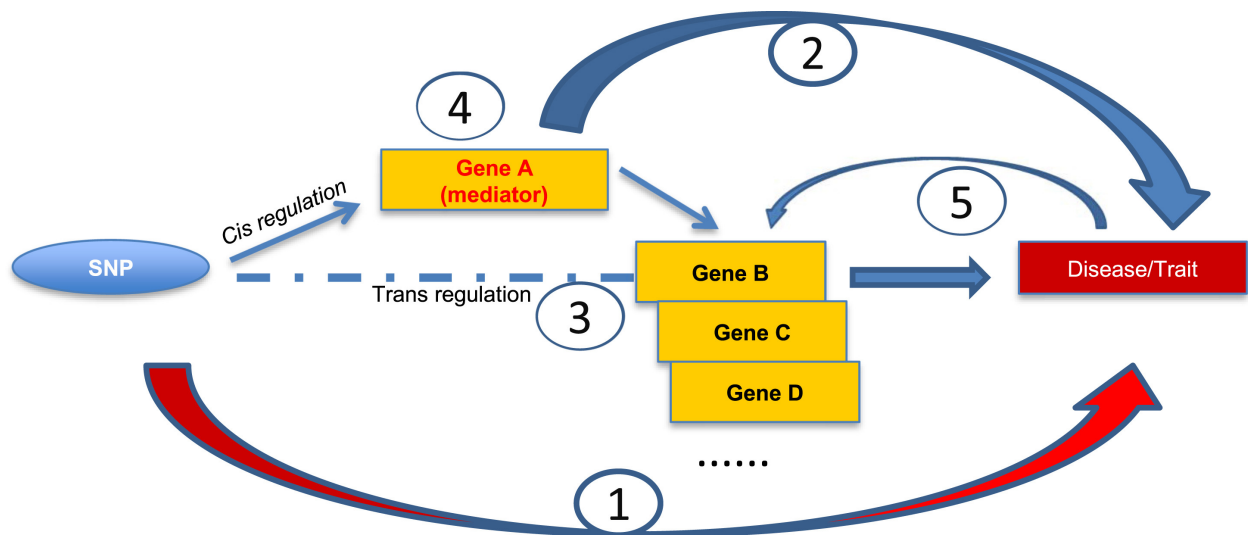 2
4
Gene A
(mediator)
Cis regulation
5
SNP
Gene B
Disease/Trait
Trans regulation
3
Gene C
Gene D
......
1